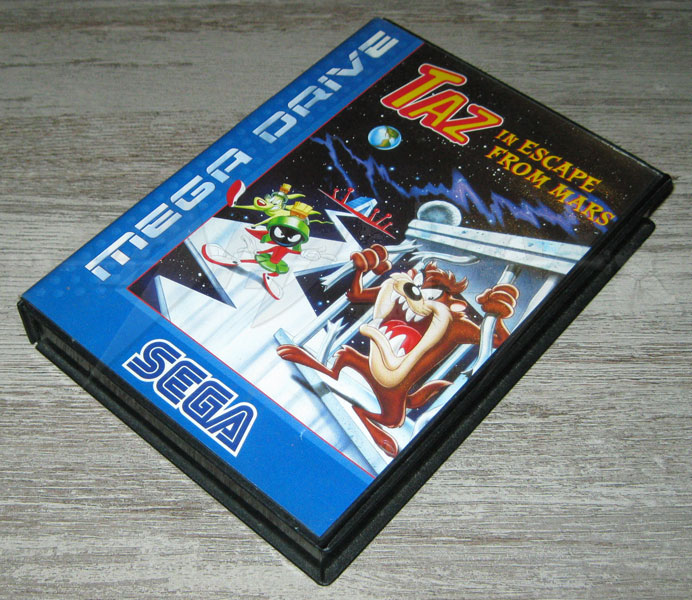 MEGA DRIVE
TAZ
IN ESCAPE
FROM MARS
SEGA